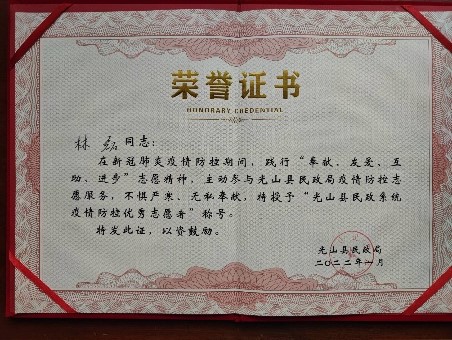 荣誉证书
HONORARY CREDENTIAL
林磊同志：
在新冠肺炎疫情防控期间，践行“奉献、友爱、互
助、进步”志愿精神，主动参与光山县民政局疫情防控志
愿服务，不惧严寒、无私奉献，特授予“光山县民政系统
疫情防控优秀志愿者”称号。
特发此证，以资鼓励。
光山县民政局
二〇二二年一月